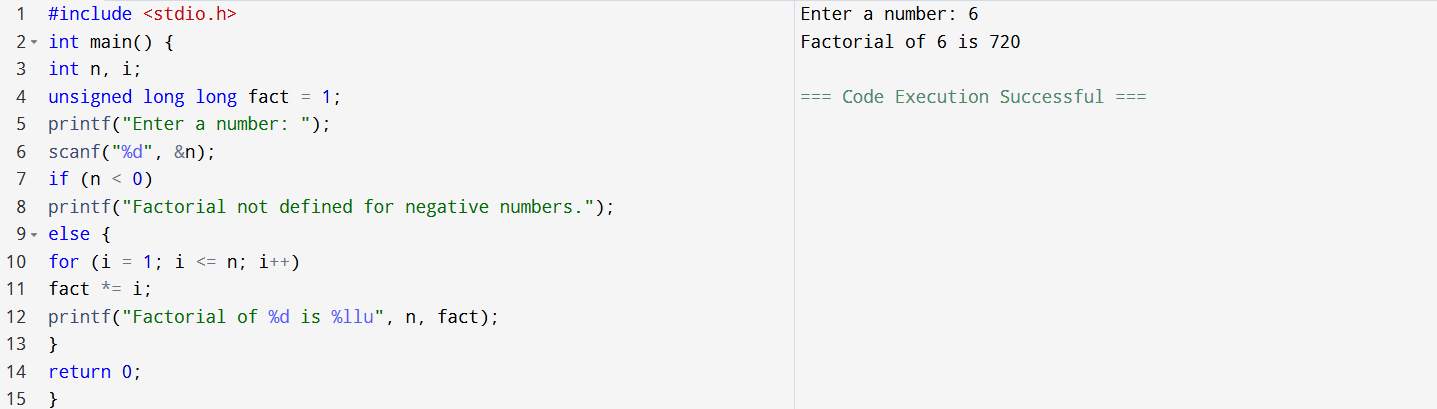 1 #include <stdio.h>
2 int main() {
3 int n, i;
4 unsigned long long fact = 1;
5 printf("Enter a number: ");
6 scanf("%d", &n);
7 if (n < 0)
8 printf("Factorial not defined for negative numbers.");
9 else {
10 for (i = 1; i <= n; i++)
11 fact *= i;
12 printf("Factorial of %d is %llu", n, fact);
13 }
14 return 0;
15 }
Enter a number: 6
Factorial of 6 is 720
=== Code Execution Successful ===